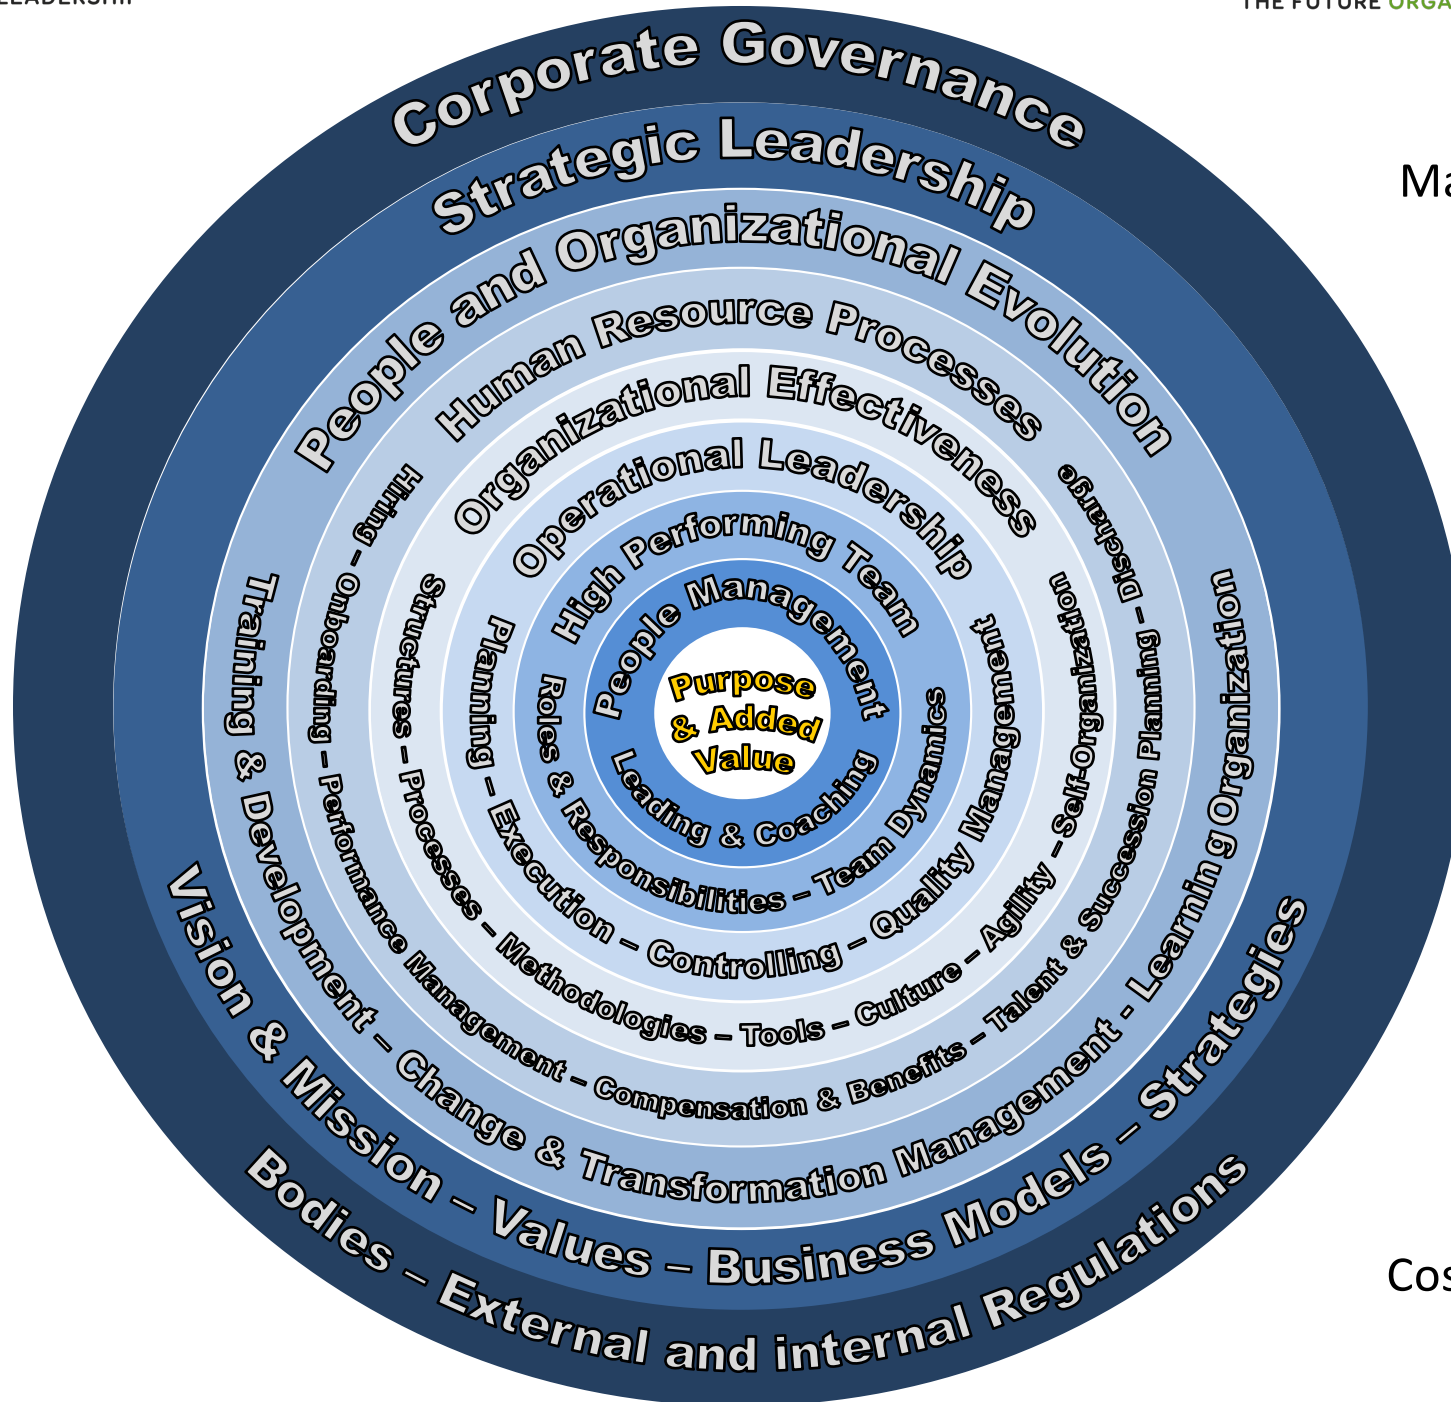 LEADERSHIP
THE FUTURE ORGA
Corporate Governance
Strategic Leadership
People and Organizational Evolution
Human Resource Processes
Organizational Effectiveness
Operational Leadership
High Performing Team
People Management
Purpose
& Added
Value
Leading & Coaching
Roles & Responsibilities – Team Dynamics
Planning – Execution – Controlling – Quality Management
Structures – Processes – Methodologies – Tools – Culture – Agility – Self-Organization
Hiring – Onboarding – Performance Management – Compensation & Benefits – Talent & Succession Planning – Discharge
Training & Development – Change & Transformation Management - Learning Organization
Vision & Mission – Values – Business Models – Strategies
Bodies – External and internal Regulations
Ma
Cos